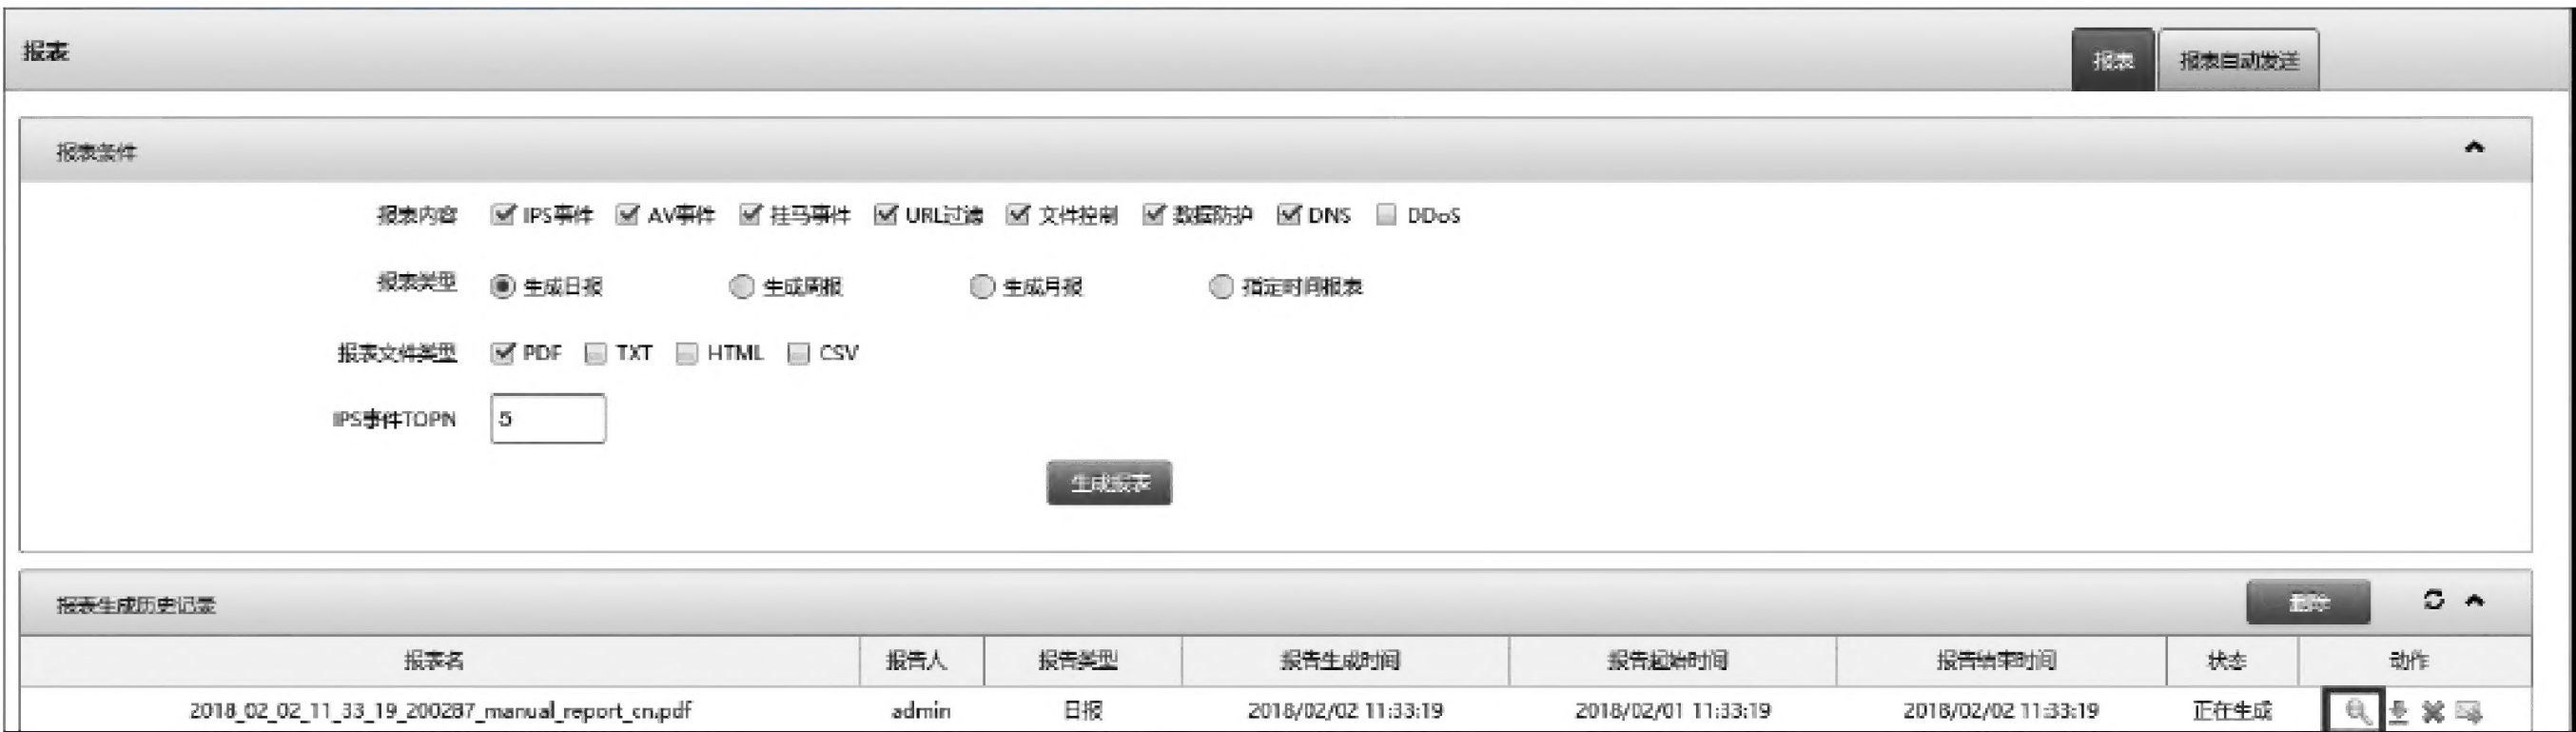 报表
报表 报表自动发送
报表条件
报表内容 IPS事件 AV事件 挂马事件 URL过滤 文件控制 数据防护 DNS DDoS
报表类型 生成日报 生成周报 生成月报 指定时间报表
报表文件类型 PDF TXT HTML CSV
IPS事件TOPN 5
生成报表
报表生成历史记录 删除
报表名 报告人 报告类型 报告生成时间 报告起始时间 报告结束时间 状态 动作
2018_02_02_11_33_19_200287_manual_report_cn.pdf admin 日报 2018/02/02 11:33:19 2018/02/01 11:33:19 2018/02/02 11:33:19 正在生成